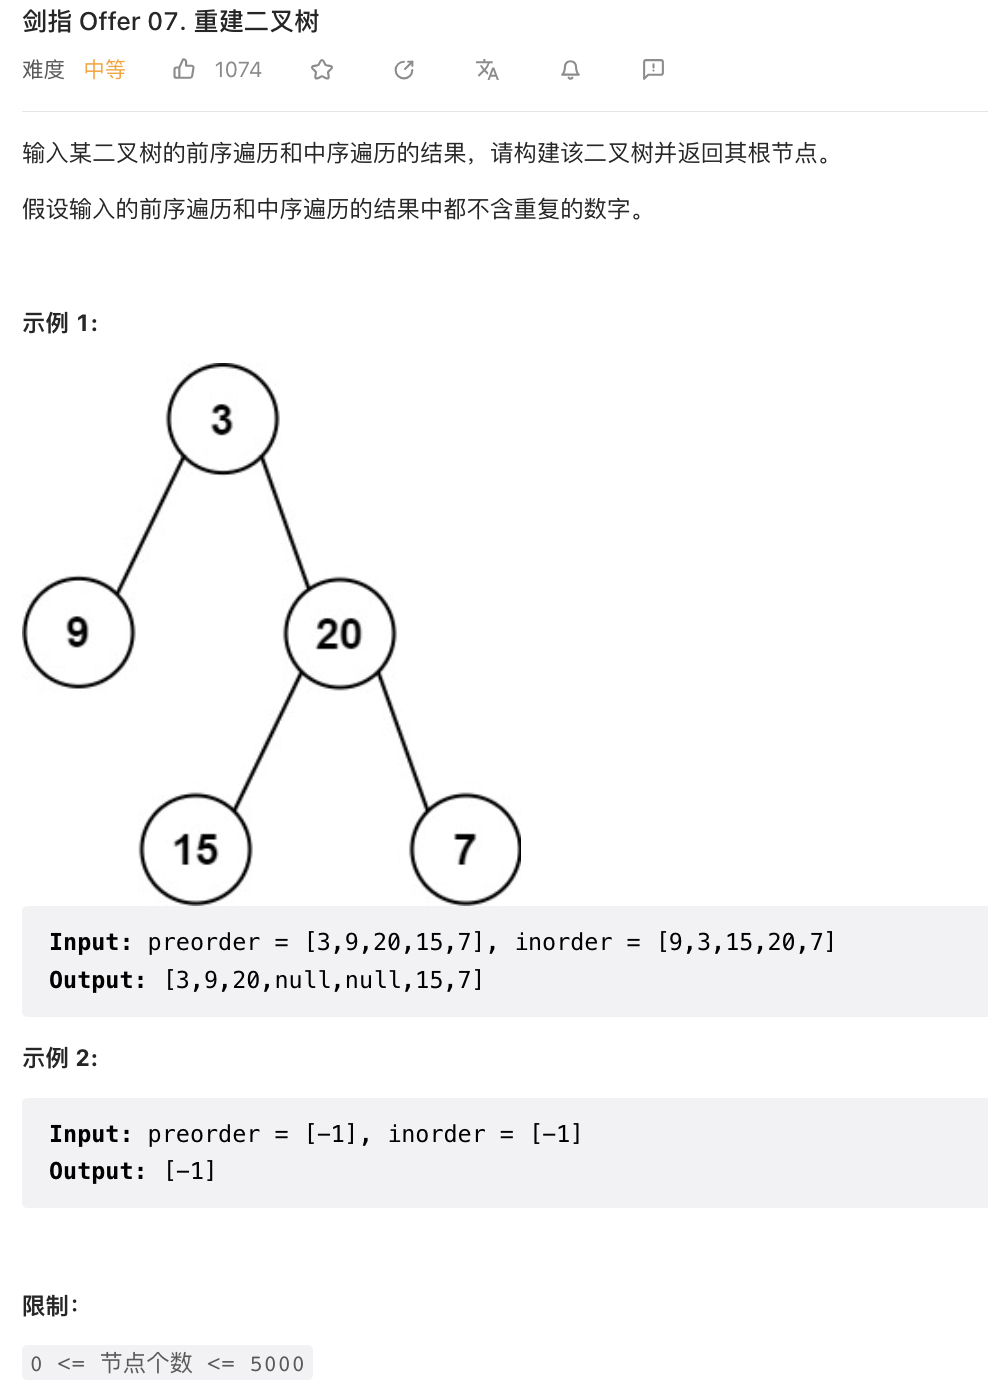 剑指 Offer 07. 重建二叉树
难度 中等 1074
输入某二叉树的前序遍历和中序遍历的结果，请构建该二叉树并返回其根节点。
假设输入的前序遍历和中序遍历的结果中都不含重复的数字。
示例 1:
3
9 20
15 7
Input: preorder = [3,9,20,15,7], inorder = [9,3,15,20,7]
Output: [3,9,20,null,null,15,7]
示例 2:
Input: preorder = [-1], inorder = [-1]
Output: [-1]
限制：
0 <= 节点个数 <= 5000